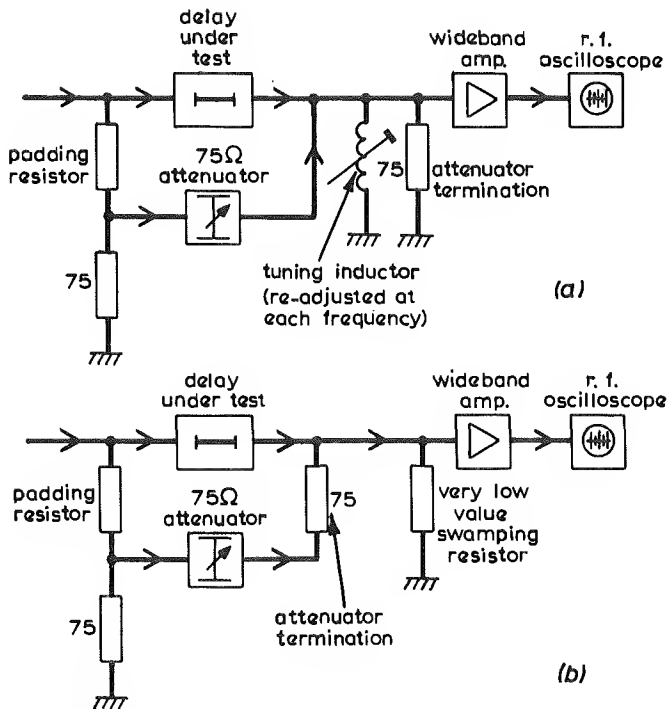 delay
under
test
wideband
amp.
r. f.
oscilloscope
padding
resistor
75Ω
attenuator
75
attenuator
termination
75
tuning inductor
(re-adjusted at
each frequency)
(a)
delay
under test
wideband
amp.
r. f.
oscilloscope
padding
resistor
75Ω
attenuator
75
very low
value
swamping
resistor
75
attenuator
termination
(b)